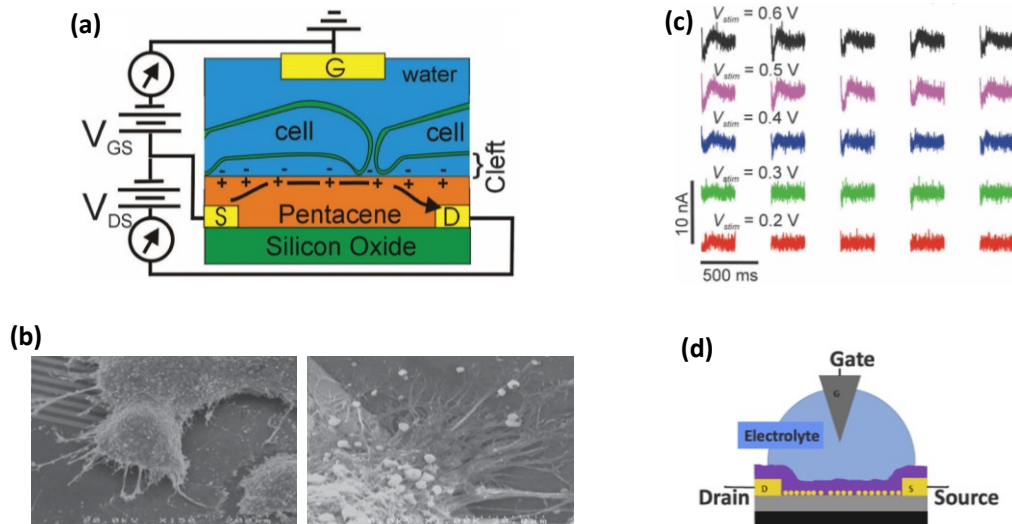 (a)
G
water
cell
cell
Cleft
V_GS
V_DS
S
Pentacene
D
Silicon Oxide
(b)
(c)
V_stim = 0.6 V
V_stim = 0.5 V
V_stim = 0.4 V
V_stim = 0.3 V
V_stim = 0.2 V
10 nA
500 ms
(d)
Gate
G
Electrolyte
Drain
D
S
Source